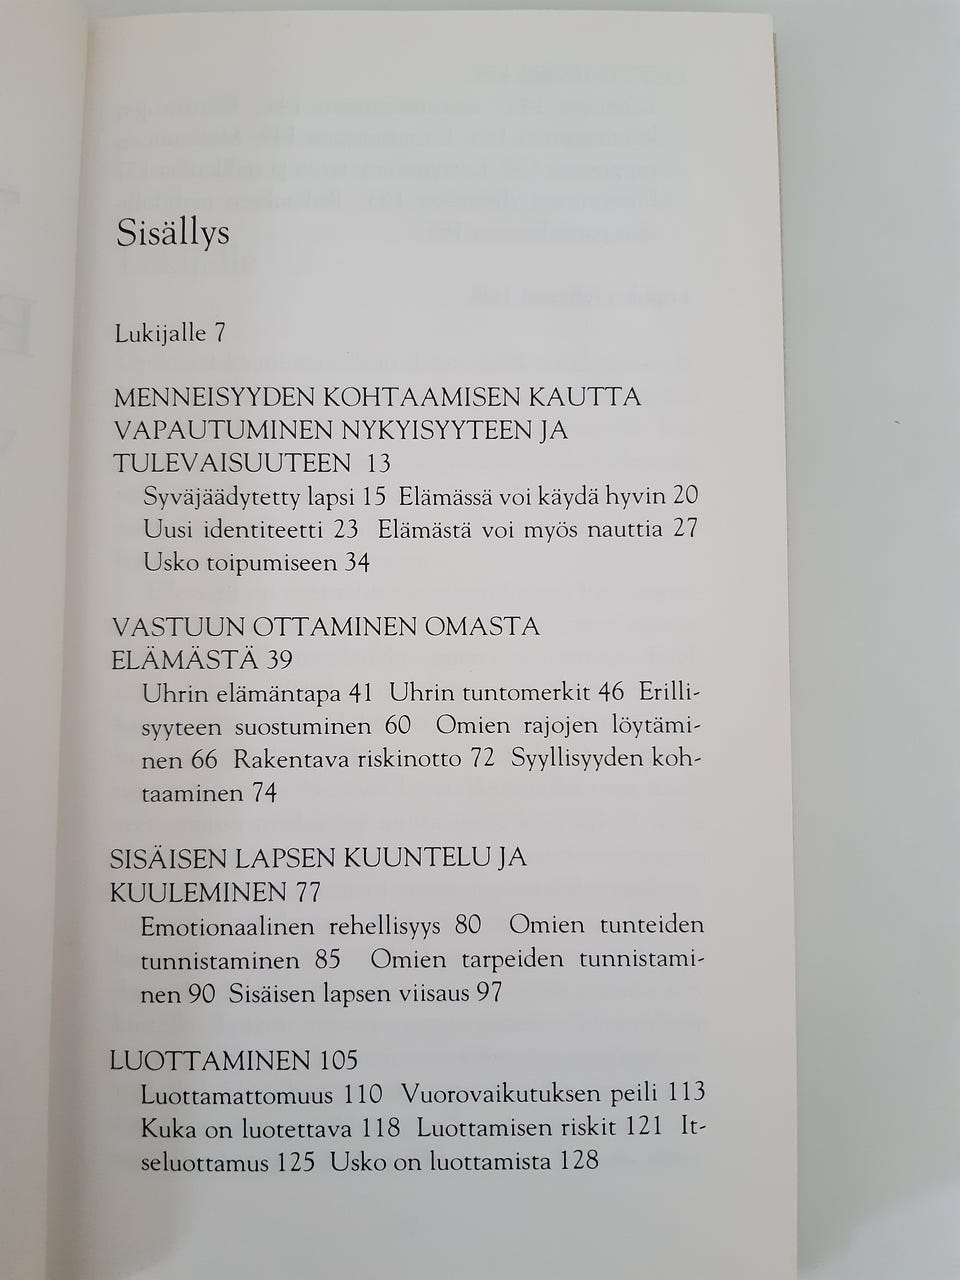 Sisällys
Lukijalle 7
MENNEISYYDEN KOHTAAMISEN KAUTTA
VAPAUTUMINEN NYKYISYYTEEN JA
TULEVAISUUTEEN 13
Syväjäädytetty lapsi 15 Elämässä voi käydä hyvin 20
Uusi identiteetti 23 Elämästä voi myös nauttia 27
Usko toipumiseen 34
VASTUUN OTTAMINEN OMASTA
ELÄMÄSTÄ 39
Uhrin elämäntapa 41 Uhrin tuntomerkit 46 Erilli-
syyteen suostuminen 60 Omien rajojen löytämi-
nen 66 Rakentava riskinotto 72 Syyllisyyden koh-
taaminen 74
SISÄISEN LAPSEN KUUNTELU JA
KUULEMINEN 77
Emotionaalinen rehellisyys 80 Omien tunteiden
tunnistaminen 85 Omien tarpeiden tunnistami-
nen 90 Sisäisen lapsen viisaus 97
LUOTTAMINEN 105
Luottamattomuus 110 Vuorovaikutuksen peili 113
Kuka on luotettava 118 Luottamisen riskit 121 It-
seluottamus 125 Usko on luottamista 128